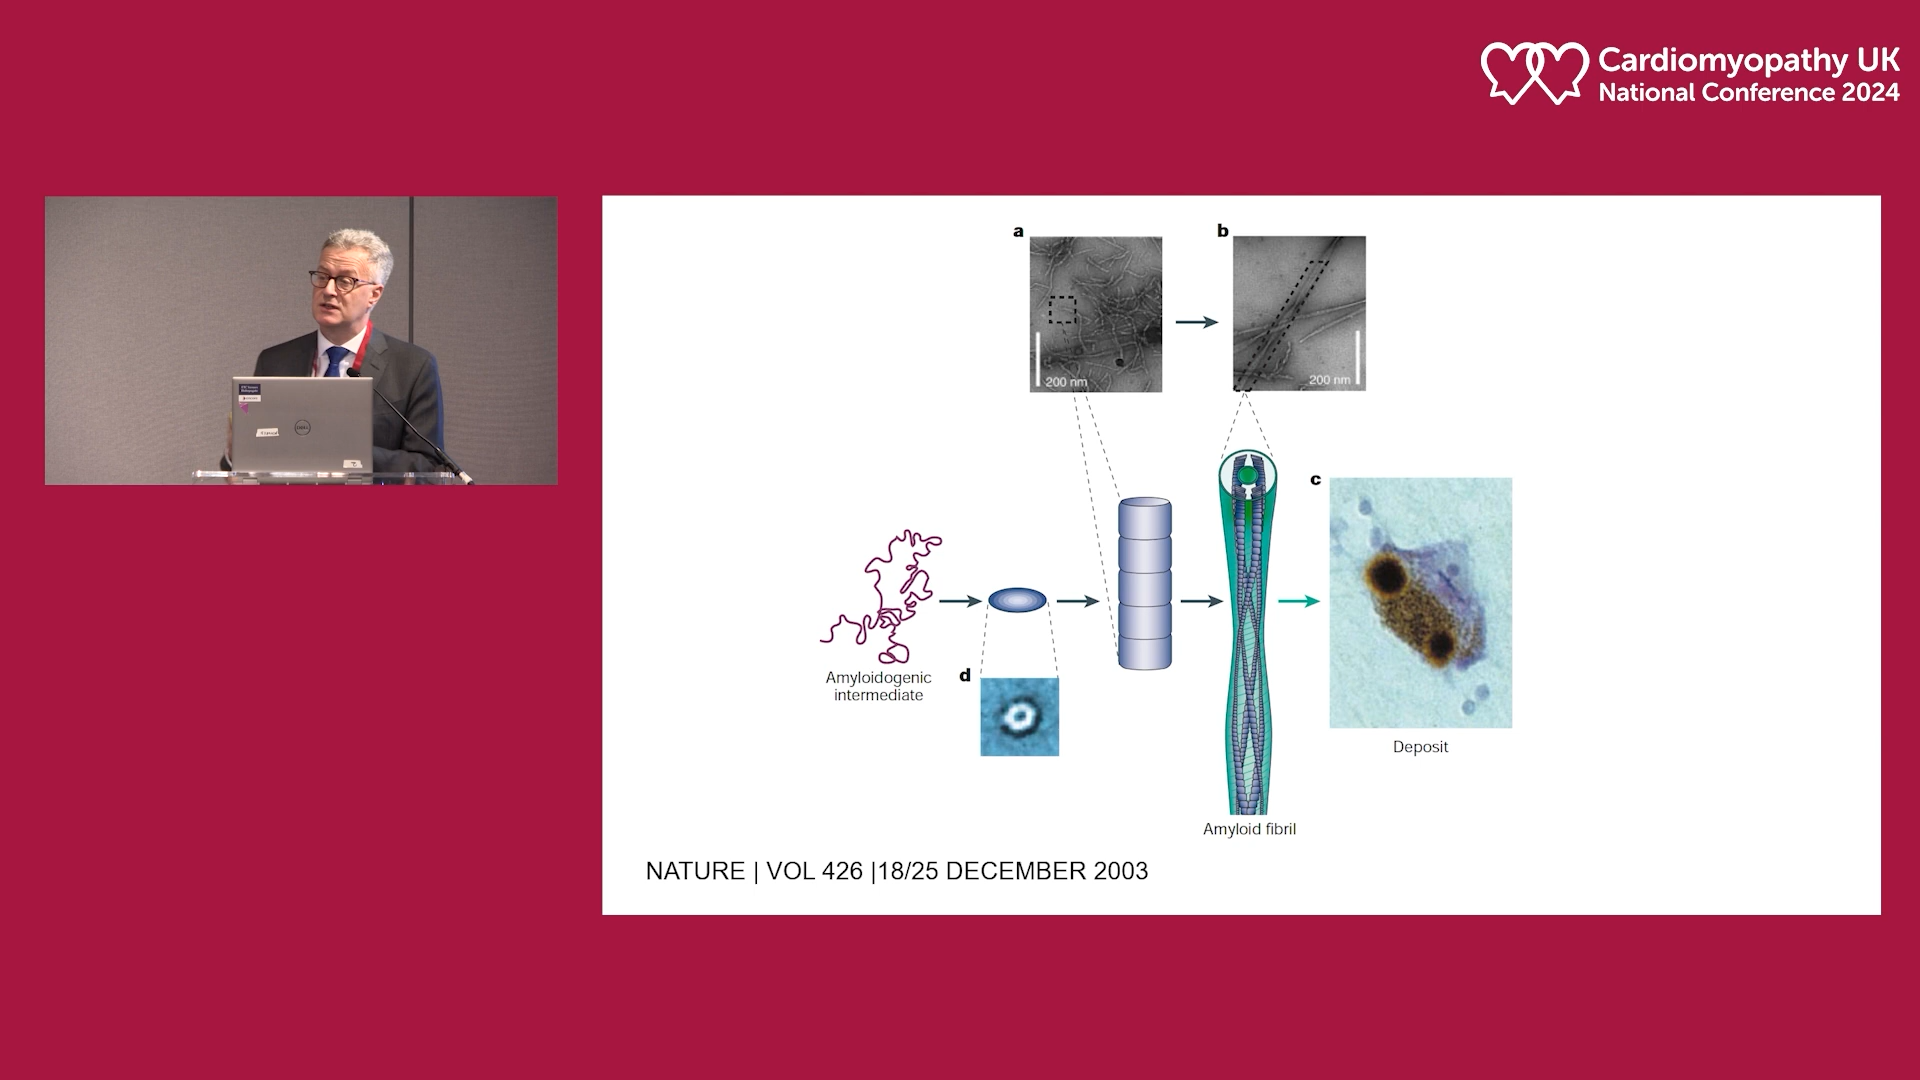 Cardiomyopathy UK
National Conference 2024
a
b
200 nm
200 nm
c
Amyloidogenic
intermediate
d
Deposit
Amyloid fibril
NATURE | VOL 426 |18/25 DECEMBER 2003
DELL